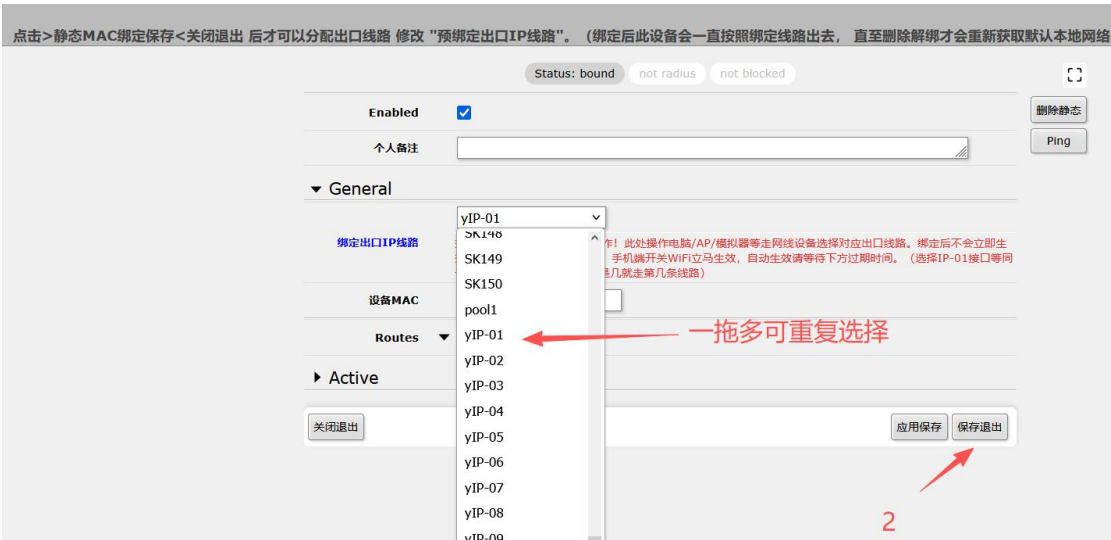 点击>静态MAC绑定保存<关闭退出 后才可以分配出口线路 修改 "预绑定出口IP线路"。（绑定后此设备会一直按照绑定线路出去， 直至删除解绑才会重新获取默认本地网络
Status: bound not radius not blocked
Enabled
删除静态
个人备注
Ping
General
yIP-01
绑定出口IP线路
作！此处操作电脑/AP/模拟器等走网线设备选择对应出口线路。绑定后不会立即生
手机端开关WiFi立马生效，自动生效请等待下方过期时间。（选择IP-01接口等同
是几就走第几条线路）
SK148
SK149
SK150
设备MAC
pool1
Routes
yIP-01
一拖多可重复选择
yIP-02
Active
yIP-03
yIP-04
关闭退出
应用保存 保存退出
yIP-05
yIP-06
yIP-07
yIP-08
2
yIP-09